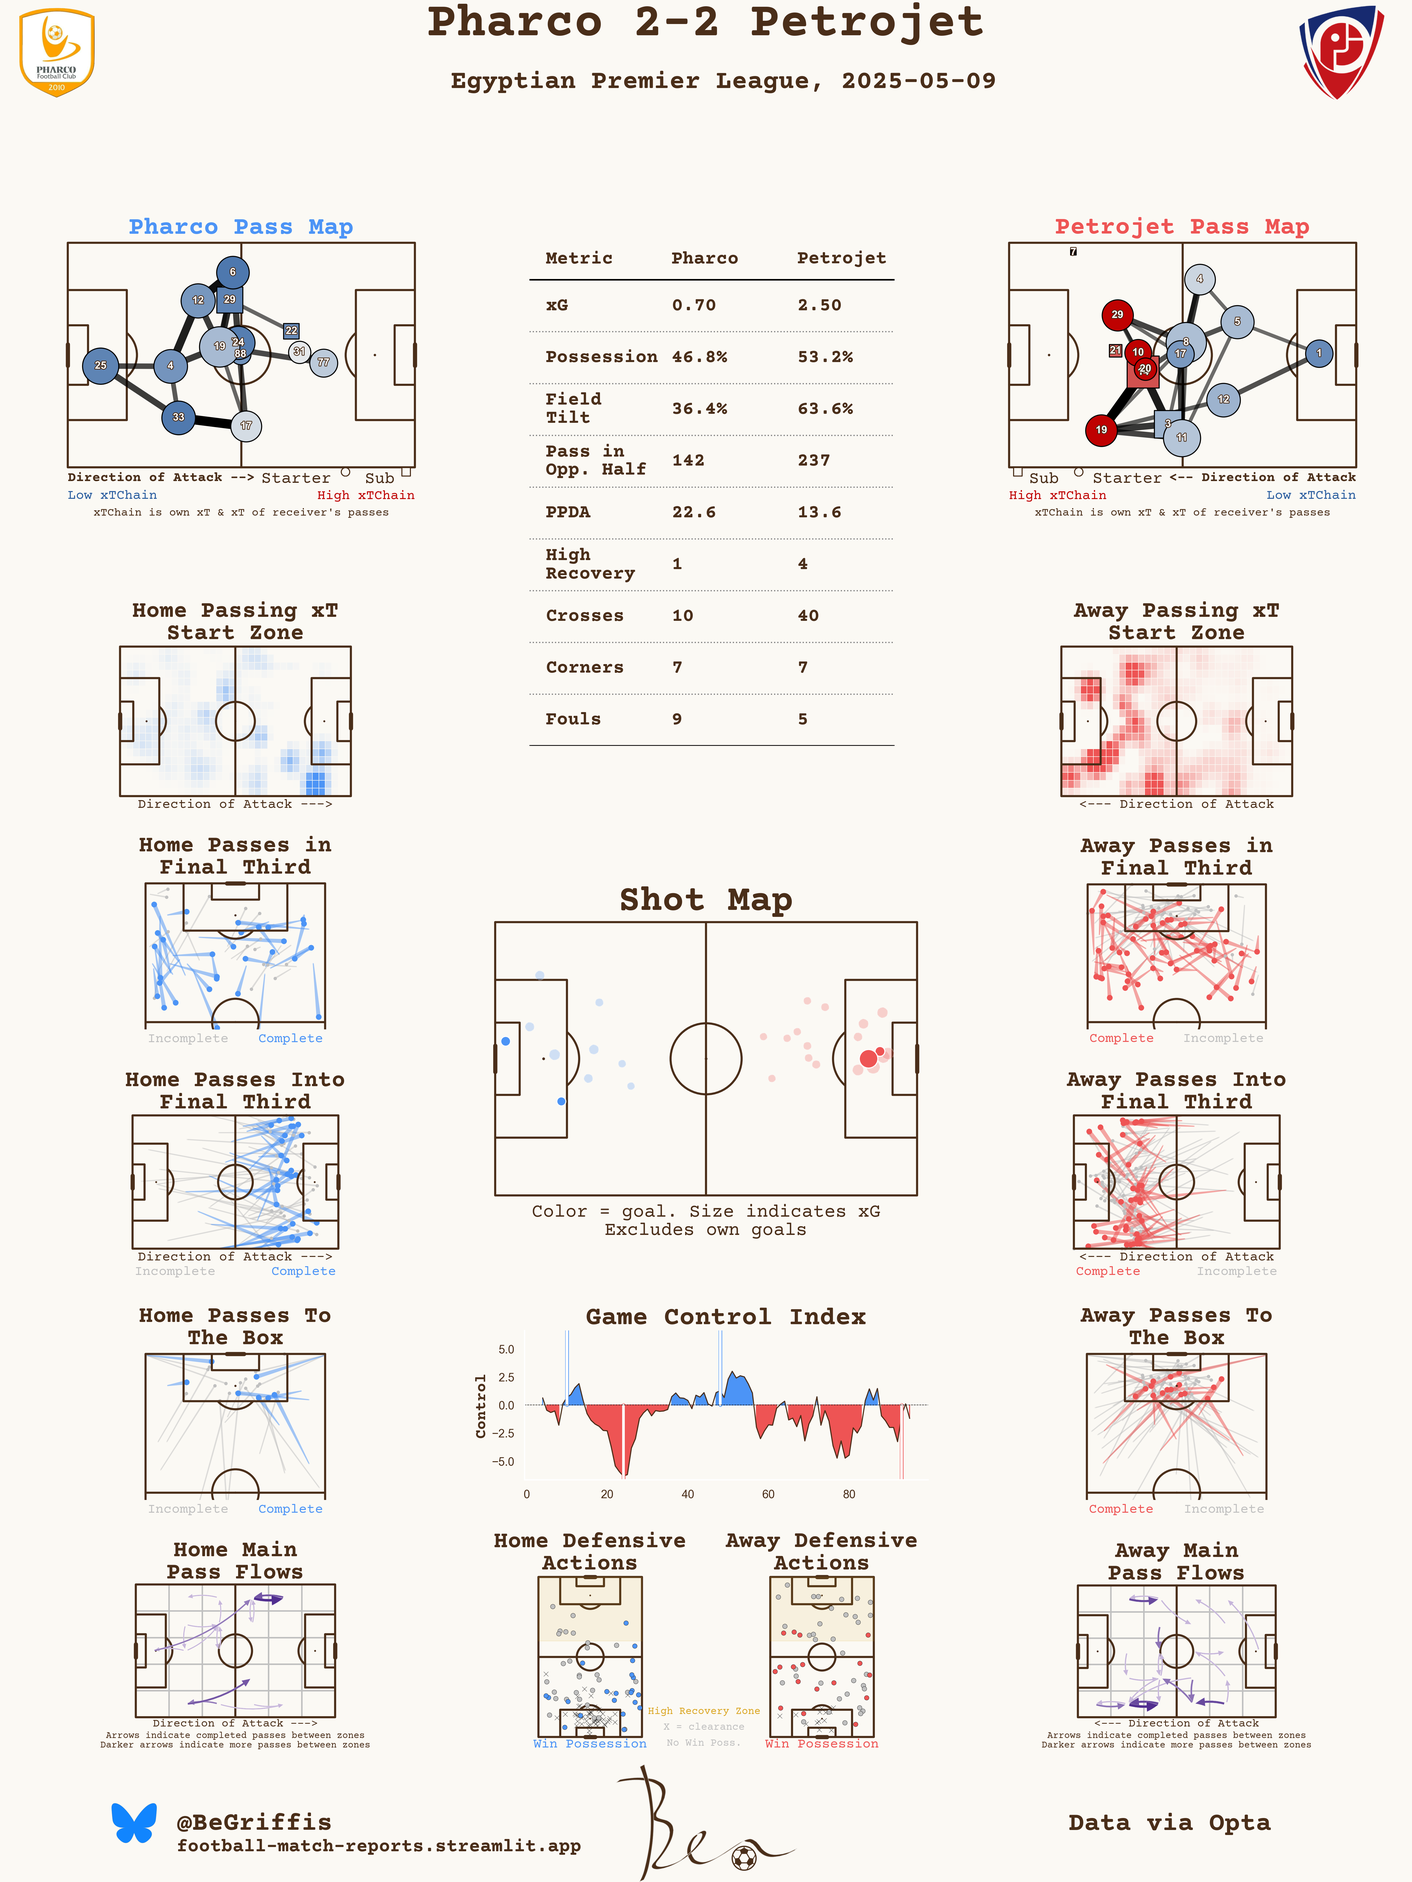 Pharco 2-2 Petrojet
Egyptian Premier League, 2025-05-09
PHARCO
Football Club
2010
Pharco Pass Map
6
12
29
22
19
24
88
31
77
25
4
33
17
Direction of Attack --> Starter Sub
Low xTChain High xTChain
xTChain is own xT & xT of receiver's passes
Metric Pharco Petrojet
xG 0.70 2.50
Possession 46.8% 53.2%
Field
Tilt 36.4% 63.6%
Pass in
Opp. Half 142 237
PPDA 22.6 13.6
High
Recovery 1 4
Crosses 10 40
Corners 7 7
Fouls 9 5
Petrojet Pass Map
7
4
29
5
8
21
10
17
1
20
12
19
3
11
Sub Starter <-- Direction of Attack
High xTChain Low xTChain
xTChain is own xT & xT of receiver's passes
Home Passing xT
Start Zone
Direction of Attack --->
Away Passing xT
Start Zone
<--- Direction of Attack
Home Passes in
Final Third
Incomplete Complete
Away Passes in
Final Third
Complete Incomplete
Shot Map
Color = goal. Size indicates xG
Excludes own goals
Home Passes Into
Final Third
Direction of Attack --->
Incomplete Complete
Away Passes Into
Final Third
<--- Direction of Attack
Complete Incomplete
Home Passes To
The Box
Incomplete Complete
Game Control Index
Control
5.0
2.5
0.0
−2.5
−5.0
0 20 40 60 80
Away Passes To
The Box
Complete Incomplete
Home Main
Pass Flows
Direction of Attack --->
Arrows indicate completed passes between zones
Darker arrows indicate more passes between zones
Home Defensive
Actions
Win Possession
Away Defensive
Actions
Win Possession
High Recovery Zone
X = clearance
No Win Poss.
Away Main
Pass Flows
<--- Direction of Attack
Arrows indicate completed passes between zones
Darker arrows indicate more passes between zones
@BeGriffis
football-match-reports.streamlit.app
Ben
Data via Opta